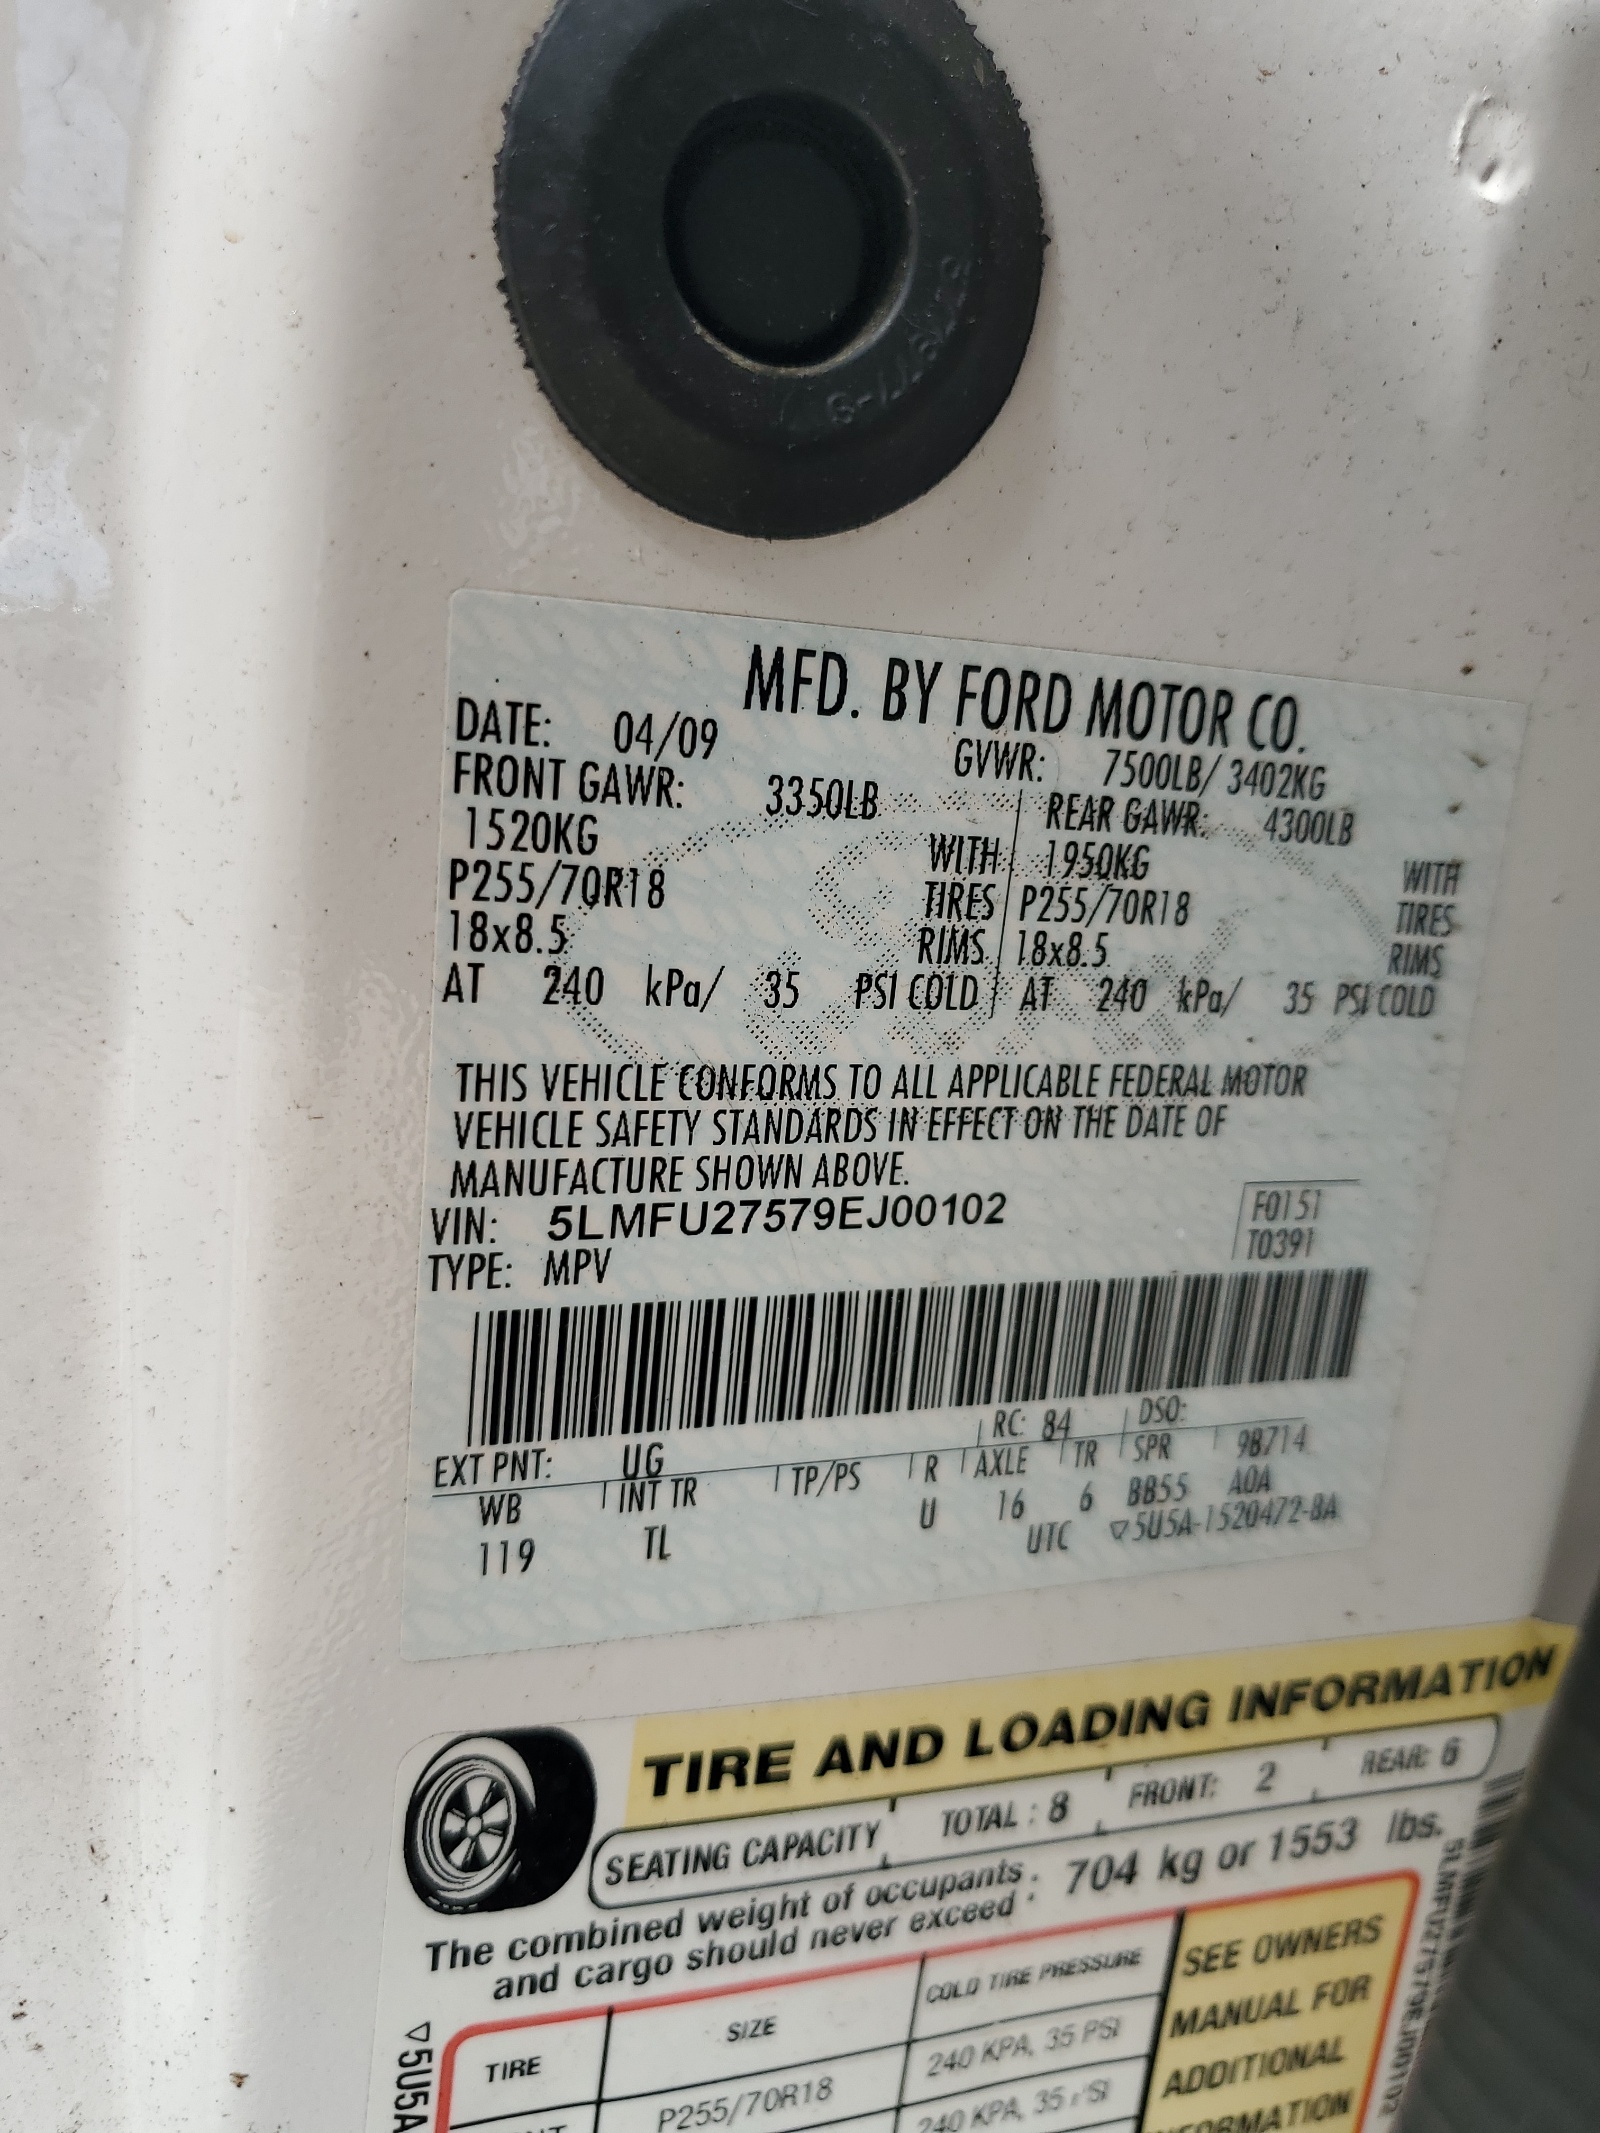 MFD. BY FORD MOTOR CO.
DATE: 04/09 GVWR: 7500LB/ 3402KG
FRONT GAWR: 3350LB REAR GAWR: 4300LB
1520KG WITH 1950KG WITH
P255/70R18 TIRES P255/70R18 TIRES
18x8.5 RIMS 18x8.5 RIMS
AT 240 kPa/ 35 PSI COLD AT 240 kPa/ 35 PSI COLD
THIS VEHICLE CONFORMS TO ALL APPLICABLE FEDERAL MOTOR
VEHICLE SAFETY STANDARDS IN EFFECT ON THE DATE OF
MANUFACTURE SHOWN ABOVE.
VIN: 5LMFU27579EJ00102 F0151
TYPE: MPV T0391
EXT PNT: UG RC: 84 DSO:
WB INT TR TP/PS R AXLE TR SPR 9B714
119 TL U 16 6 BB55 A0A
UTC ▽5U5A-1520472-BA
TIRE AND LOADING INFORMATION
SEATING CAPACITY TOTAL : 8 FRONT: 2 REAR: 6
The combined weight of occupants
and cargo should never exceed : 704 kg or 1553 lbs.
TIRE SIZE COLD TIRE PRESSURE
P255/70R18 240 KPA, 35 PSI
240 KPA, 35 PSI
SEE OWNERS
MANUAL FOR
ADDITIONAL
▽5U5A
5LMFU27579EJ00102